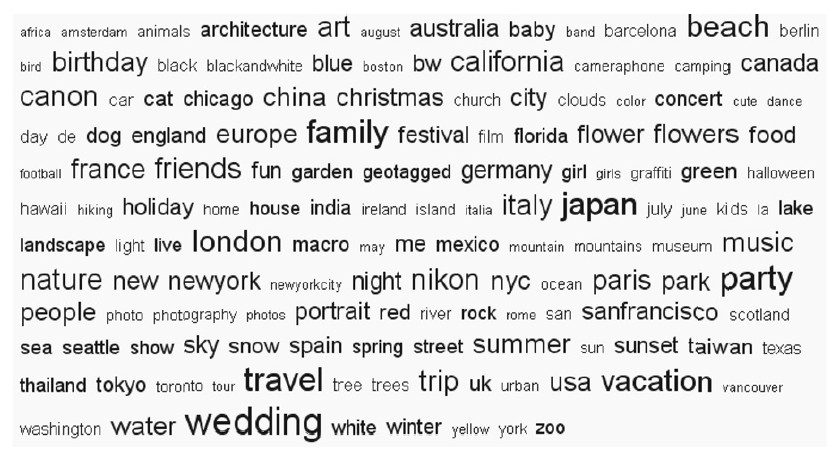 africa amsterdam animals architecture art august australia baby band barcelona beach berlin
bird birthday black blackandwhite blue boston bw california cameraphone camping canada
canon car cat chicago china christmas church city clouds color concert cute dance
day de dog england europe family festival film florida flower flowers food
football france friends fun garden geotagged germany girl girls graffiti green halloween
hawaii hiking holiday home house india ireland island italia italy japan july june kids la lake
landscape light live london macro may me mexico mountain mountains museum music
nature new newyork newyorkcity night nikon nyc ocean paris park party
people photo photography photos portrait red river rock rome san sanfrancisco scotland
sea seattle show sky snow spain spring street summer sun sunset taiwan texas
thailand tokyo toronto tour travel tree trees trip uk urban usa vacation vancouver
washington water wedding white winter yellow york zoo